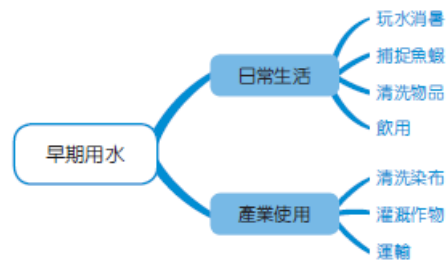 早期用水
日常生活
玩水消暑
捕捉魚蝦
清洗物品
飲用
產業使用
清洗染布
灌溉作物
運輸